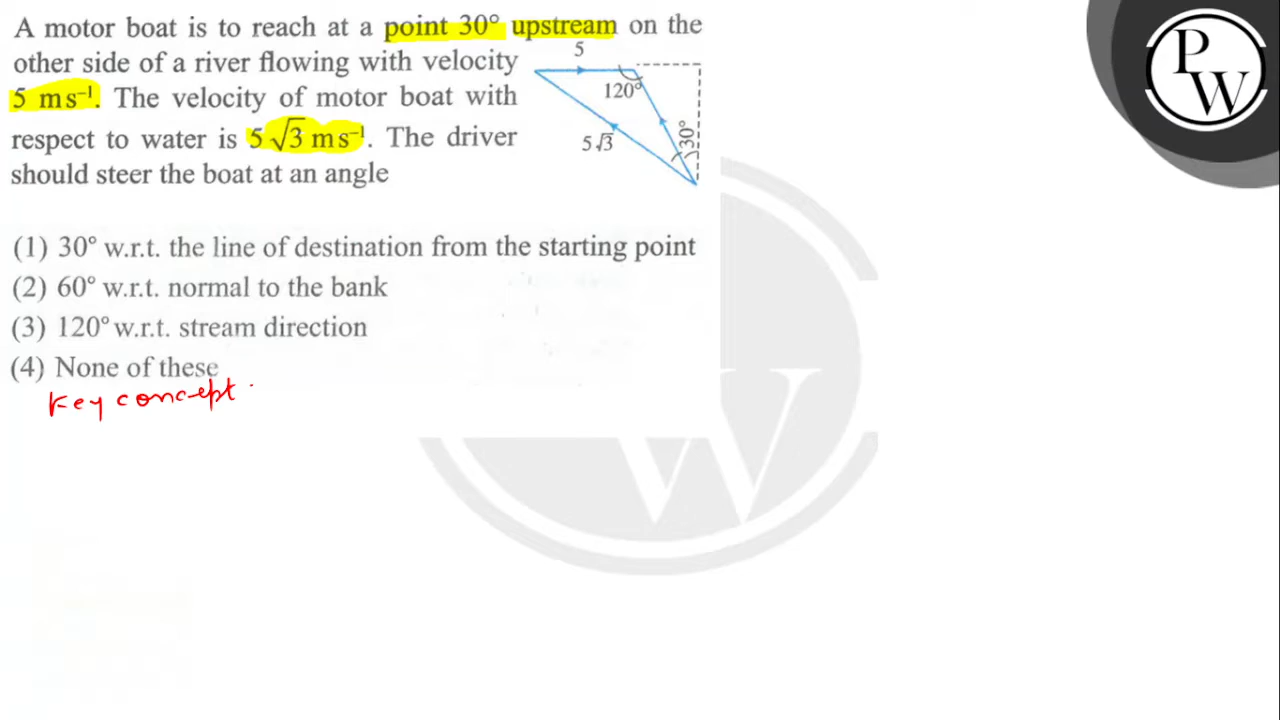 A motor boat is to reach at a point 30° upstream on the
other side of a river flowing with velocity
5 m s⁻¹. The velocity of motor boat with
respect to water is 5 √3 m s⁻¹. The driver
should steer the boat at an angle
5
120°
30°
5√3
(1) 30° w.r.t. the line of destination from the starting point
(2) 60° w.r.t. normal to the bank
(3) 120° w.r.t. stream direction
(4) None of these
Key concept.
P
W
W